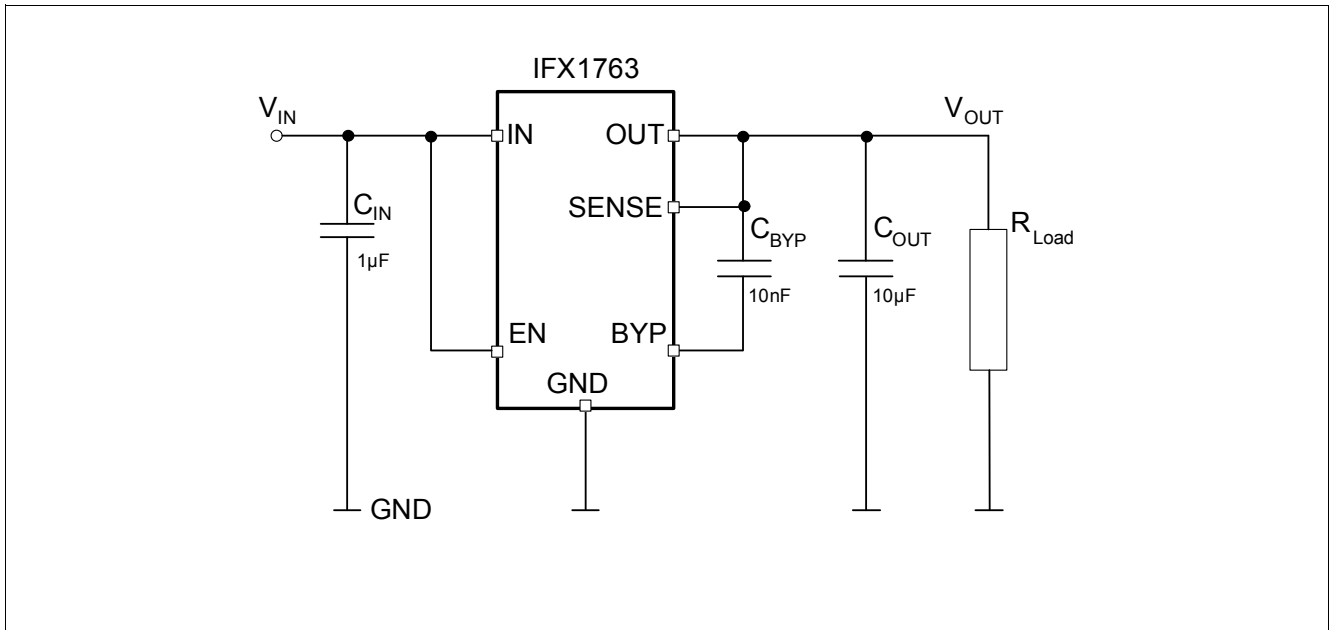 IFX1763
V_IN
V_OUT
IN
OUT
C_IN
1µF
SENSE
C_BYP
10nF
C_OUT
10µF
R_Load
EN
BYP
GND
GND